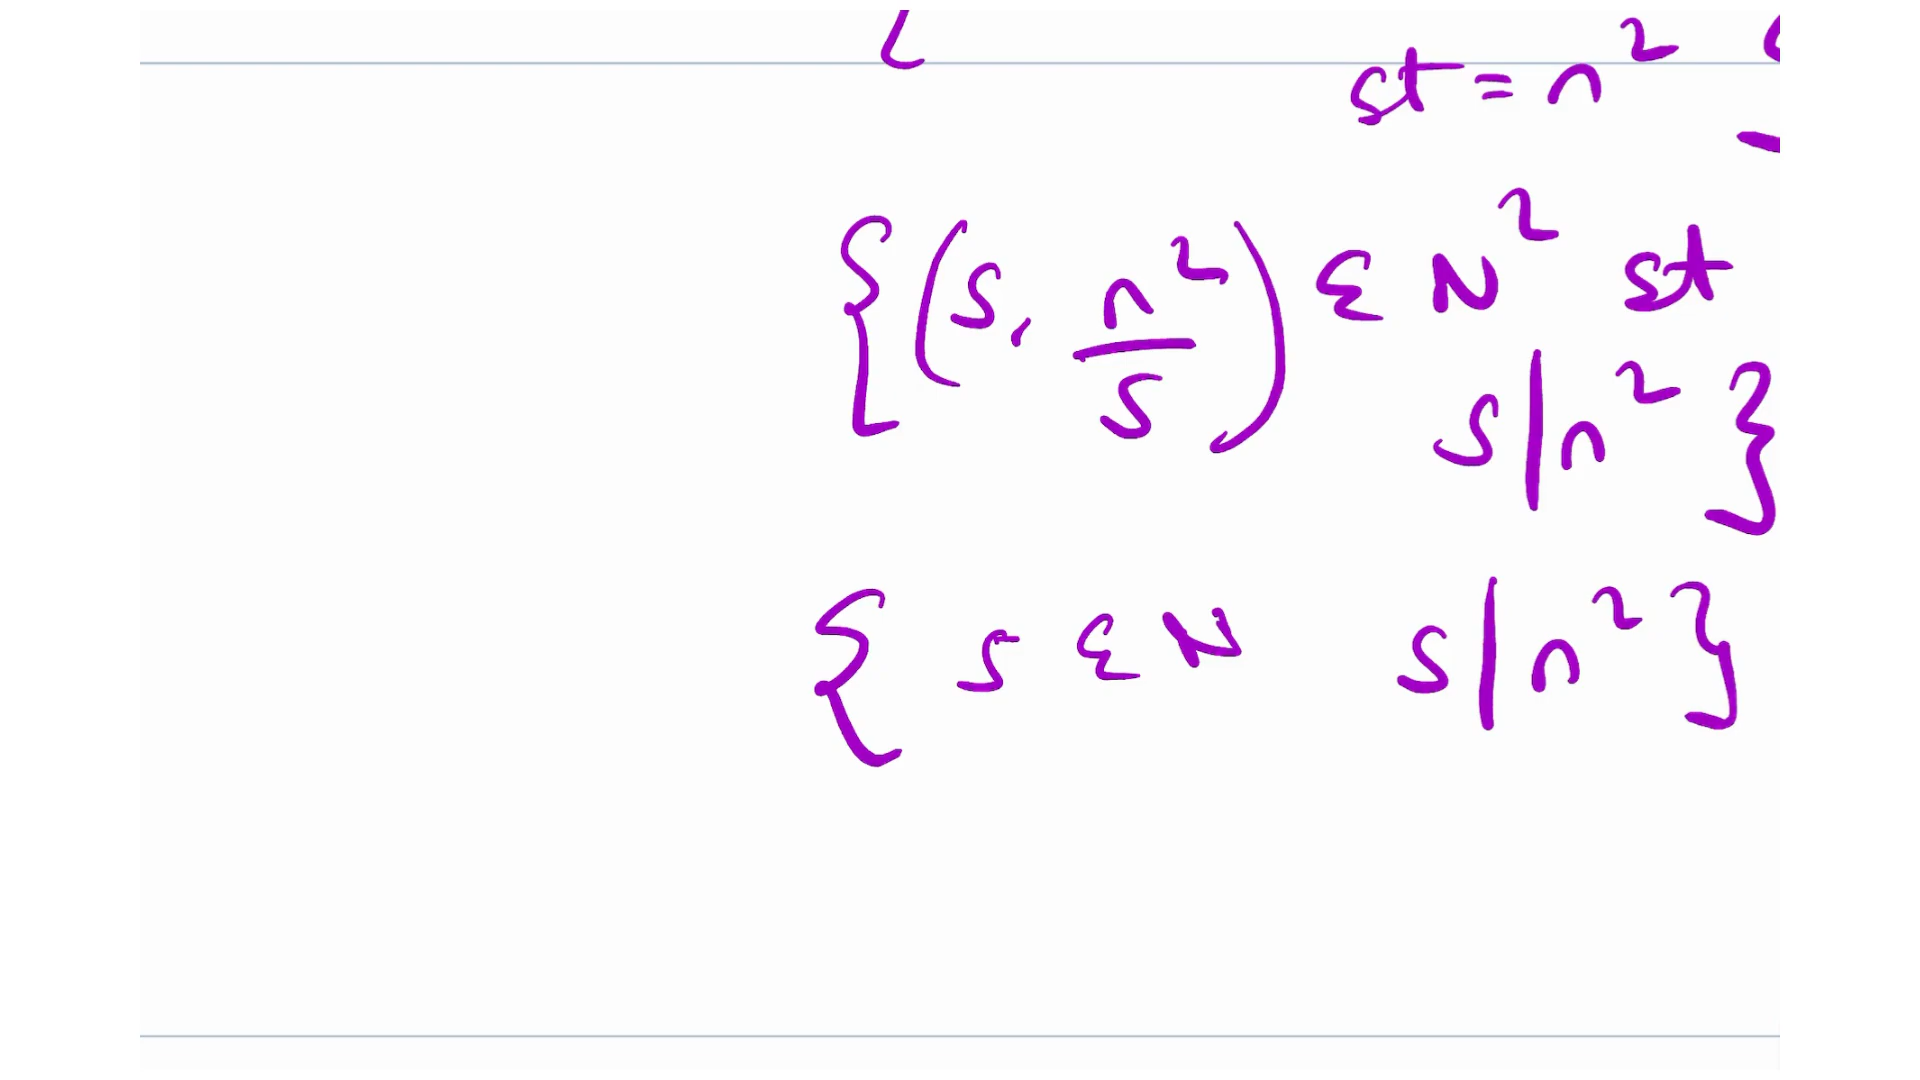 { st = n²
{(s, n²/s) ∈ N² st
s|n²}
{ s ∈ N s|n² }